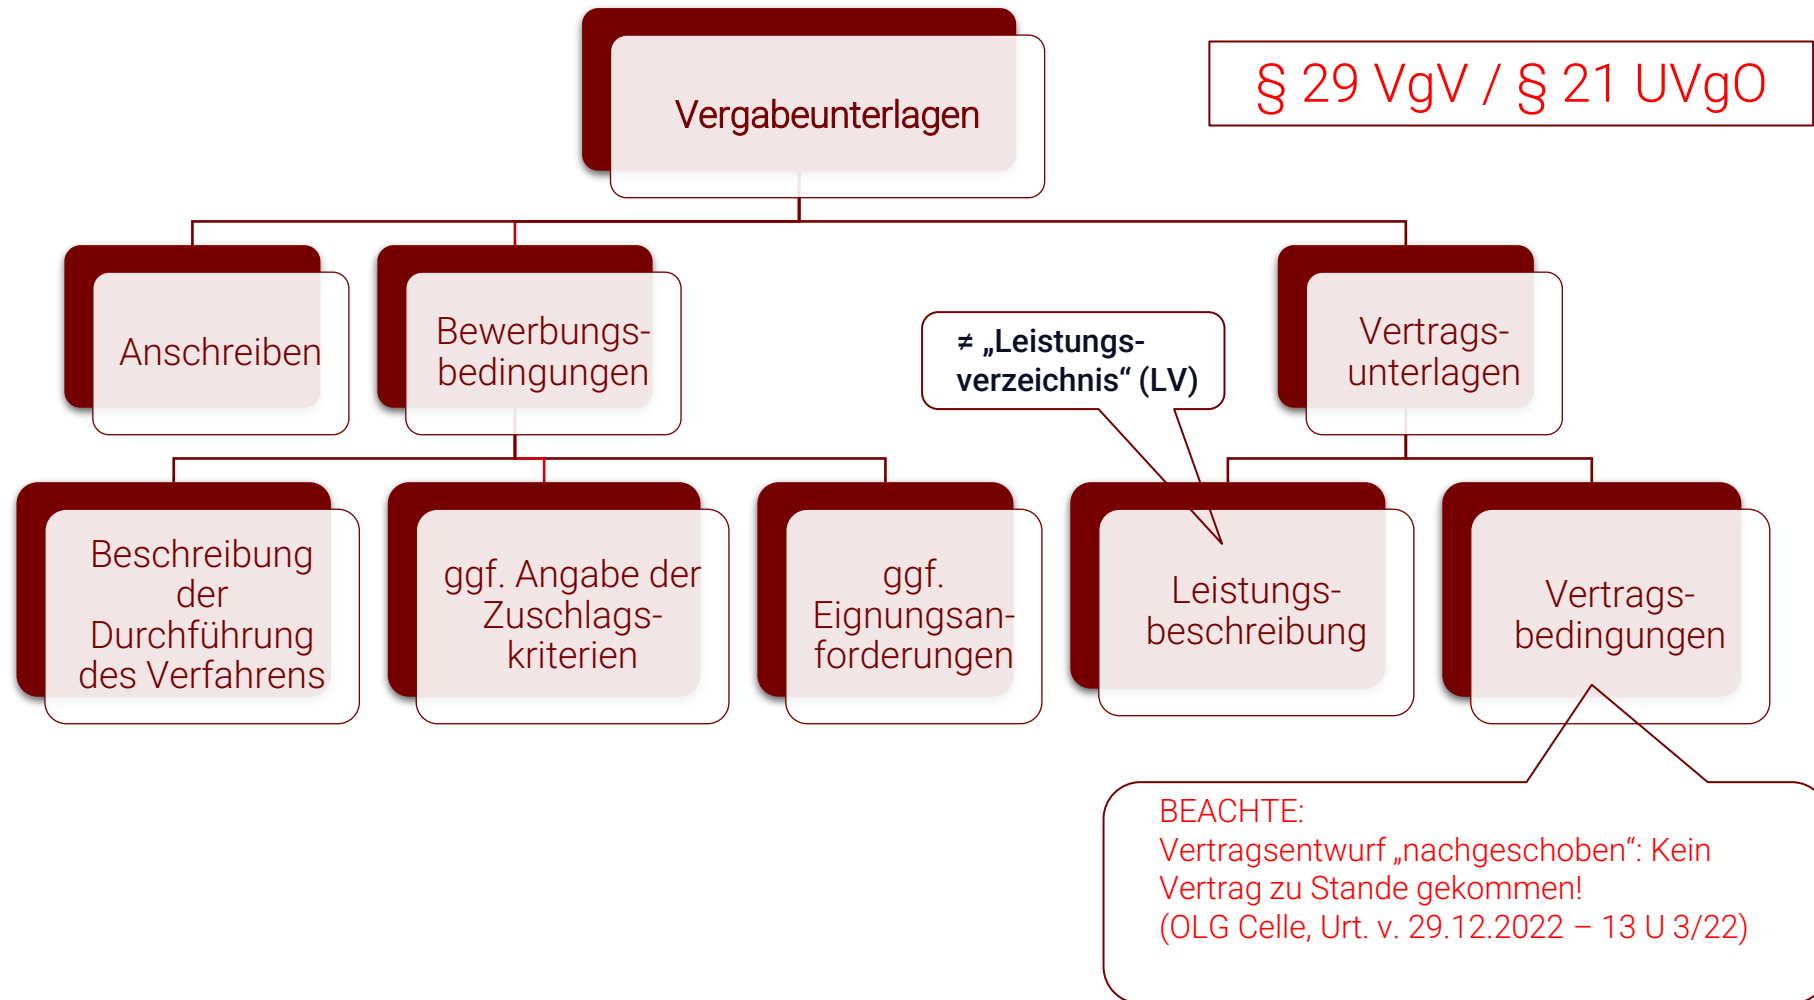 Vergabeunterlagen
§ 29 VgV / § 21 UVgO
Anschreiben
Bewerbungs-
bedingungen
≠ „Leistungs-
verzeichnis“ (LV)
Vertrags-
unterlagen
Beschreibung
der
Durchführung
des Verfahrens
ggf. Angabe der
Zuschlags-
kriterien
ggf.
Eignungsan-
forderungen
Leistungs-
beschreibung
Vertrags-
bedingungen
BEACHTE:
Vertragsentwurf „nachgeschoben“: Kein
Vertrag zu Stande gekommen!
(OLG Celle, Urt. v. 29.12.2022 – 13 U 3/22)